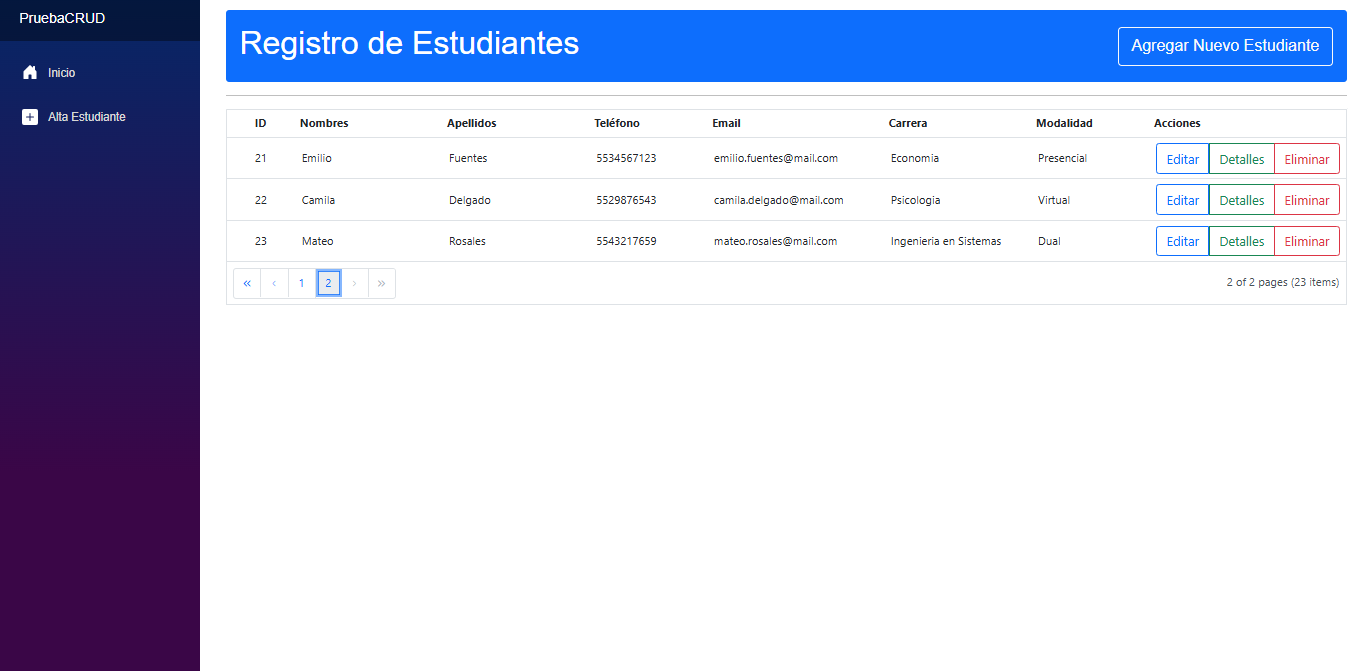 PruebaCRUD
Inicio
Alta Estudiante
Registro de Estudiantes
Agregar Nuevo Estudiante
ID Nombres Apellidos Teléfono Email Carrera Modalidad Acciones
21 Emilio Fuentes 5534567123 emilio.fuentes@mail.com Economia Presencial Editar Detalles Eliminar
22 Camila Delgado 5529876543 camila.delgado@mail.com Psicologia Virtual Editar Detalles Eliminar
23 Mateo Rosales 5543217659 mateo.rosales@mail.com Ingenieria en Sistemas Dual Editar Detalles Eliminar
« ‹ 1 2 › » 2 of 2 pages (23 items)